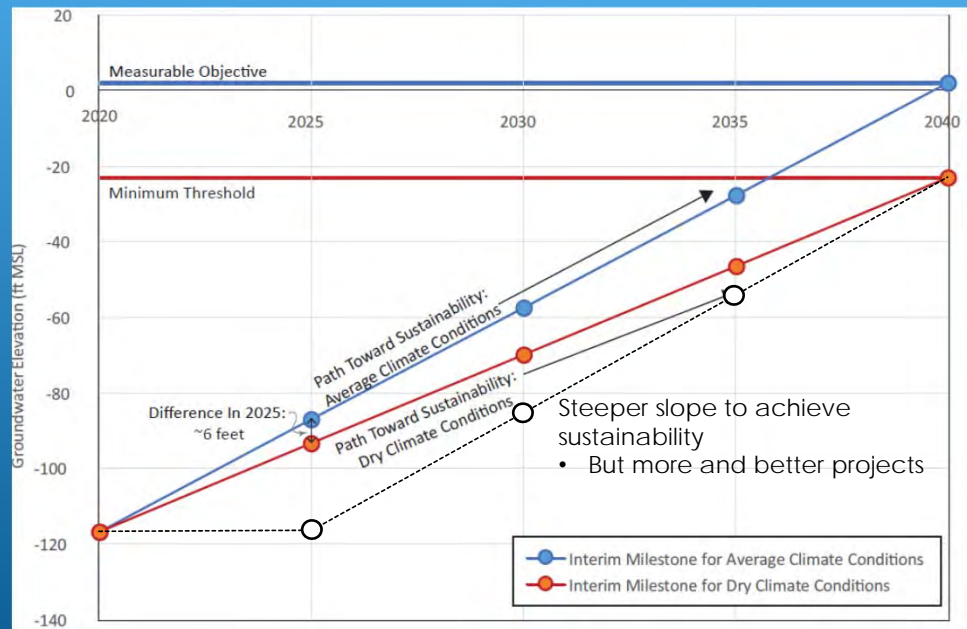 20
Measurable Objective
0
2020
2025
2030
2035
2040
-20
Minimum Threshold
-40
-60
-80
-100
-120
-140
Groundwater Elevation (ft MSL)
Path Toward Sustainability:
Average Climate Conditions
Path Toward Sustainability:
Dry Climate Conditions
Difference In 2025:
~6 feet
Steeper slope to achieve
sustainability
• But more and better projects
Interim Milestone for Average Climate Conditions
Interim Milestone for Dry Climate Conditions